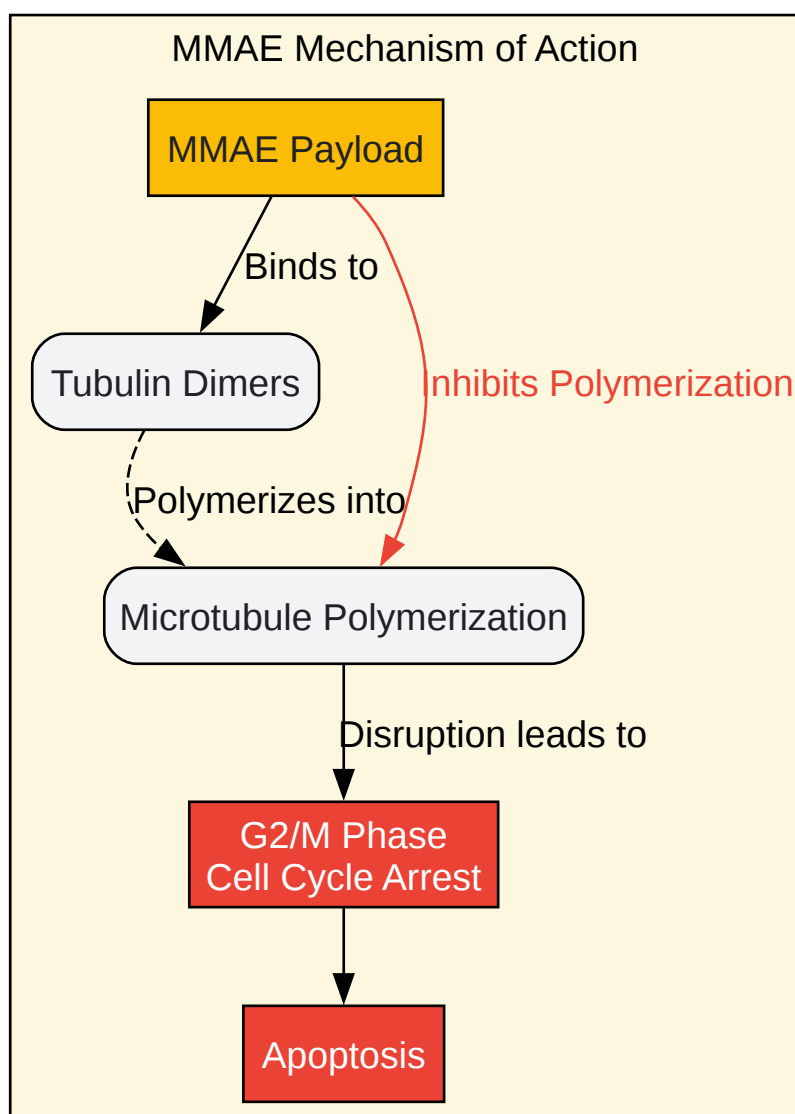 MMAE Mechanism of Action
MMAE Payload
Binds to
Tubulin Dimers
Inhibits Polymerization
Polymerizes into
Microtubule Polymerization
Disruption leads to
G2/M Phase
Cell Cycle Arrest
Apoptosis